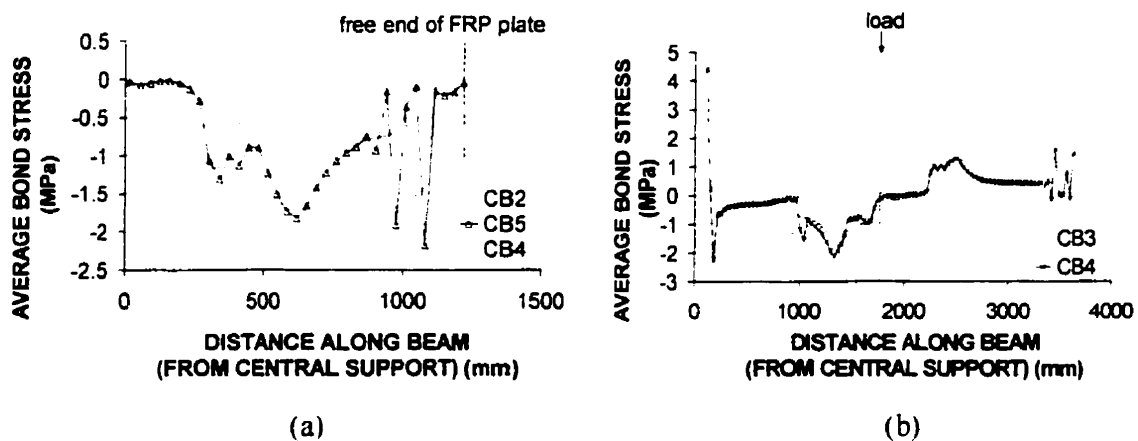 free end of FRP plate
0.5
0
-0.5
-1
-1.5
-2
-2.5
AVERAGE BOND STRESS
(MPa)
CB2
CB5
CB4
0 500 1000 1500
DISTANCE ALONG BEAM
(FROM CENTRAL SUPPORT) (mm)
(a)
load
5
4
3
2
1
0
-1
-2
-3
AVERAGE BOND STRESS
(MPa)
CB3
CB4
0 1000 2000 3000 4000
DISTANCE ALONG BEAM
(FROM CENTRAL SUPPORT) (mm)
(b)